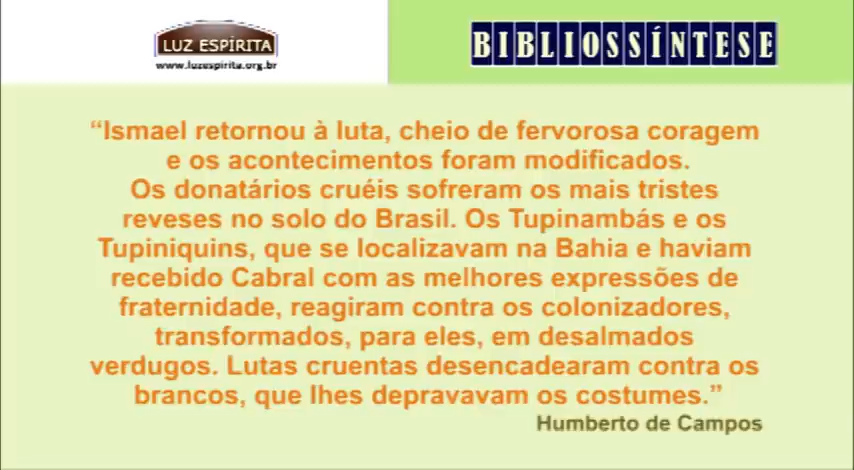 LUZ ESPÍRITA
www.luzespirita.org.br
BIBLIOSSÍNTESE
“Ismael retornou à luta, cheio de fervorosa coragem
e os acontecimentos foram modificados.
Os donatários cruéis sofreram os mais tristes
reveses no solo do Brasil. Os Tupinambás e os
Tupiniquins, que se localizavam na Bahia e haviam
recebido Cabral com as melhores expressões de
fraternidade, reagiram contra os colonizadores,
transformados, para eles, em desalmados
verdugos. Lutas cruentas desencadearam contra os
brancos, que lhes depravavam os costumes.”
Humberto de Campos